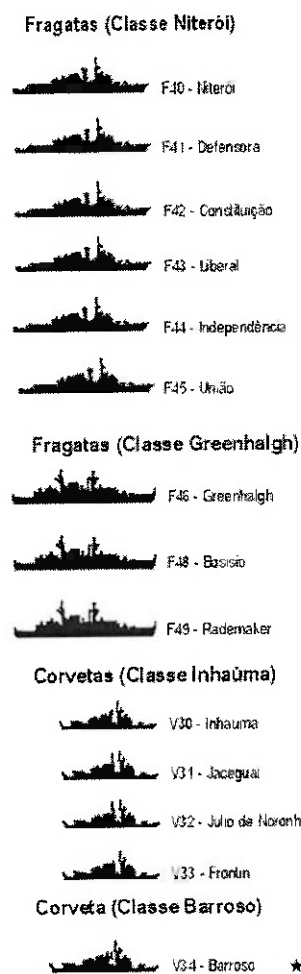 Fragatas (Classe Niterói)
F40 - Niterói
F41 - Defensora
F42 - Constituição
F43 - Liberal
F44 - Independência
F45 - União
Fragatas (Classe Greenhalgh)
F46 - Greenhalgh
F48 - Bosisio
F49 - Rademaker
Corvetas (Classe Inhaúma)
V30 - Inhauma
V31 - Jaceguai
V32 - Julio de Noronh
V33 - Frontin
Corveta (Classe Barroso)
V34 - Barroso